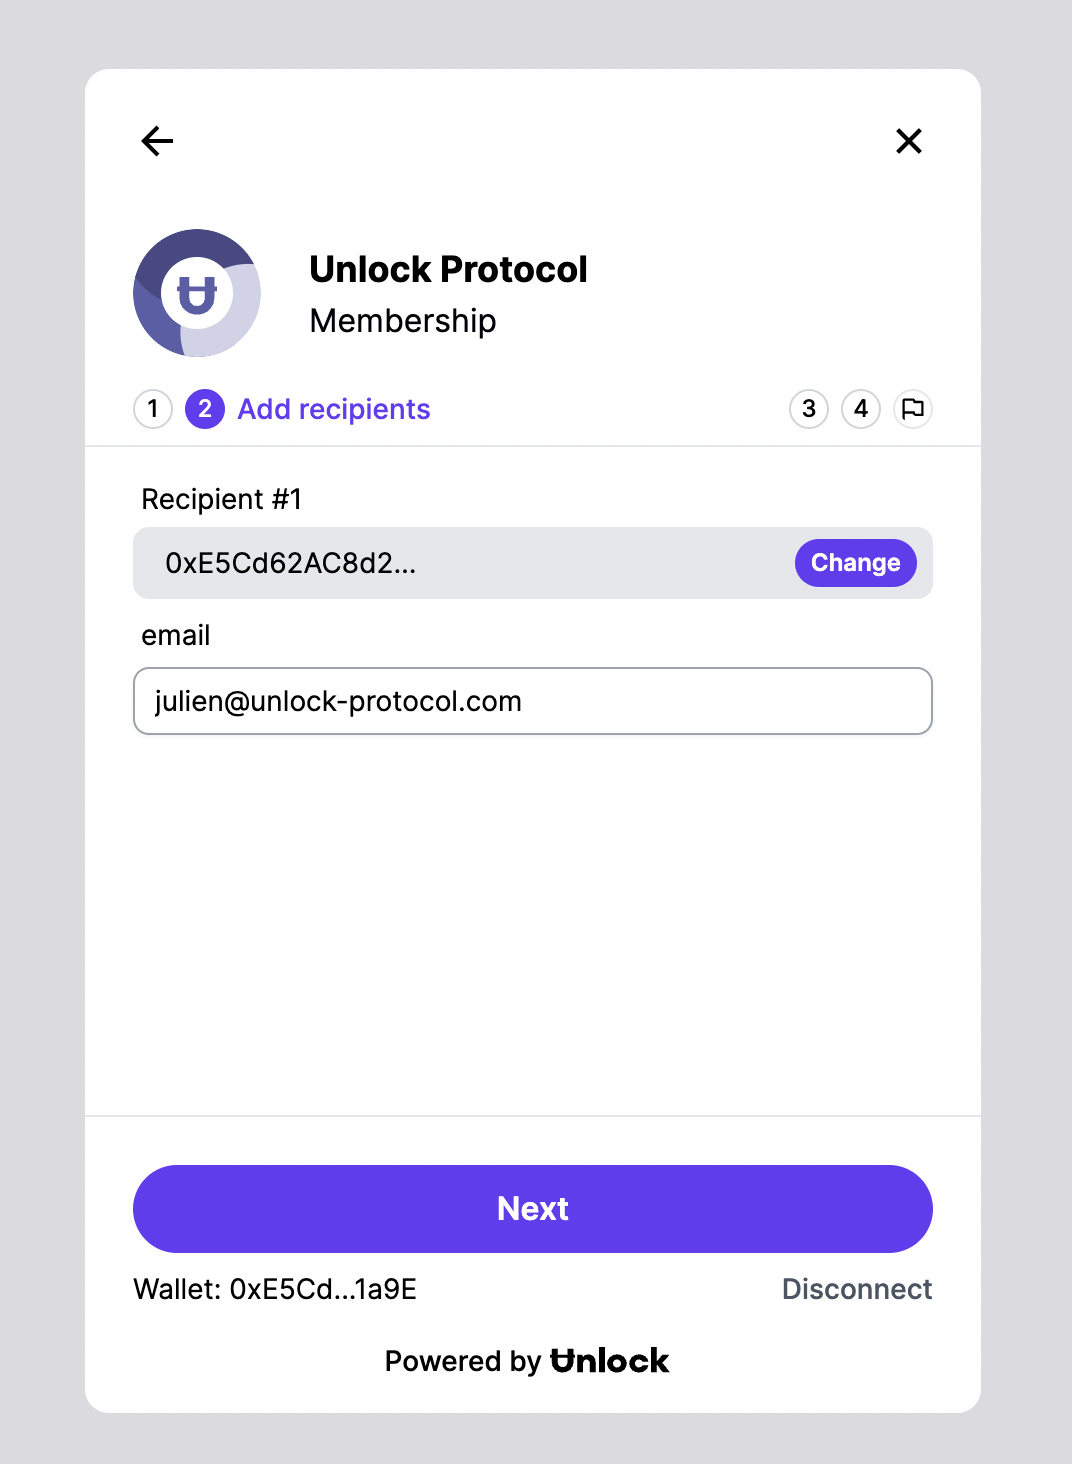 Unlock Protocol
Membership
1 2 Add recipients 3 4
Recipient #1
0xE5Cd62AC8d2...
Change
email
julien@unlock-protocol.com
Next
Wallet: 0xE5Cd...1a9E
Disconnect
Powered by Unlock